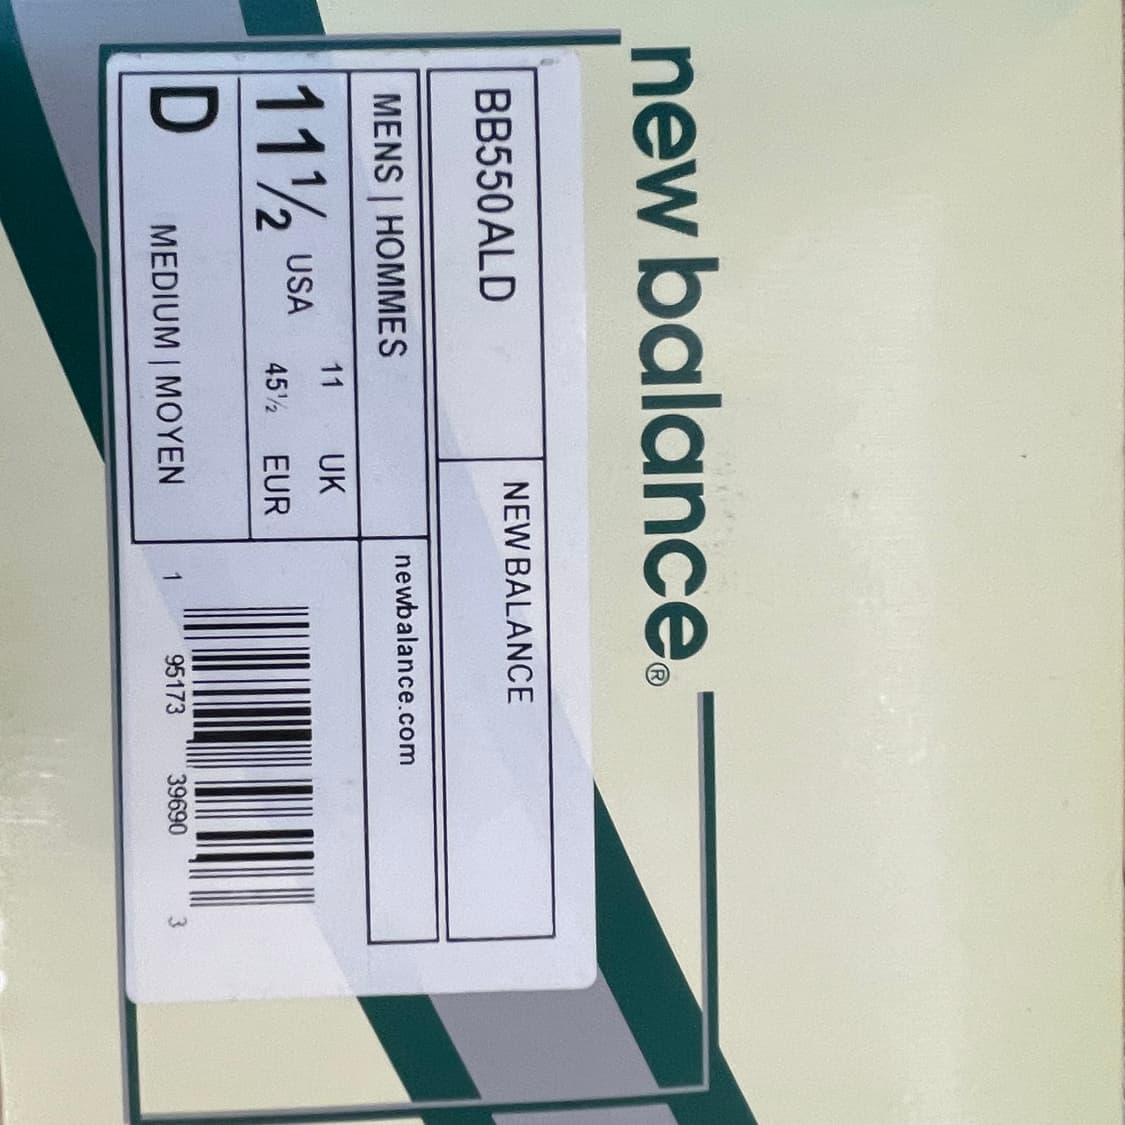 new balance®
BB550ALD
NEW BALANCE
MENS | HOMMES
newbalance.com
11½ USA
11 UK
45½ EUR
D MEDIUM | MOYEN
1 95173 39690 3